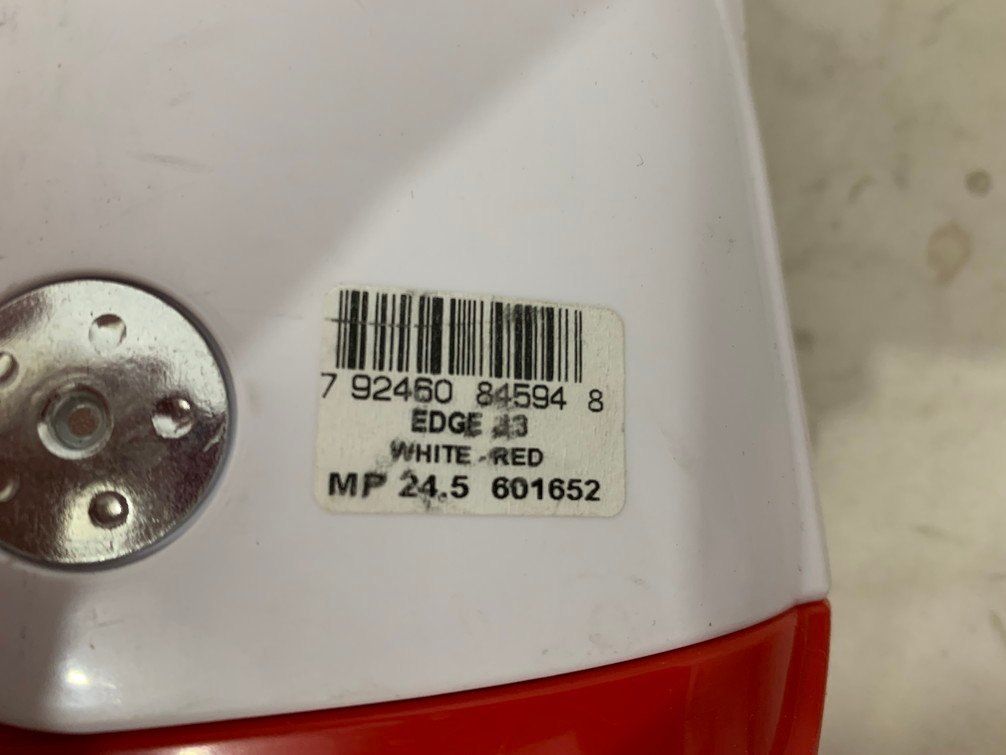 7 92460 84594 8
EDGE
WHITE-RED
MP 24.5 601652